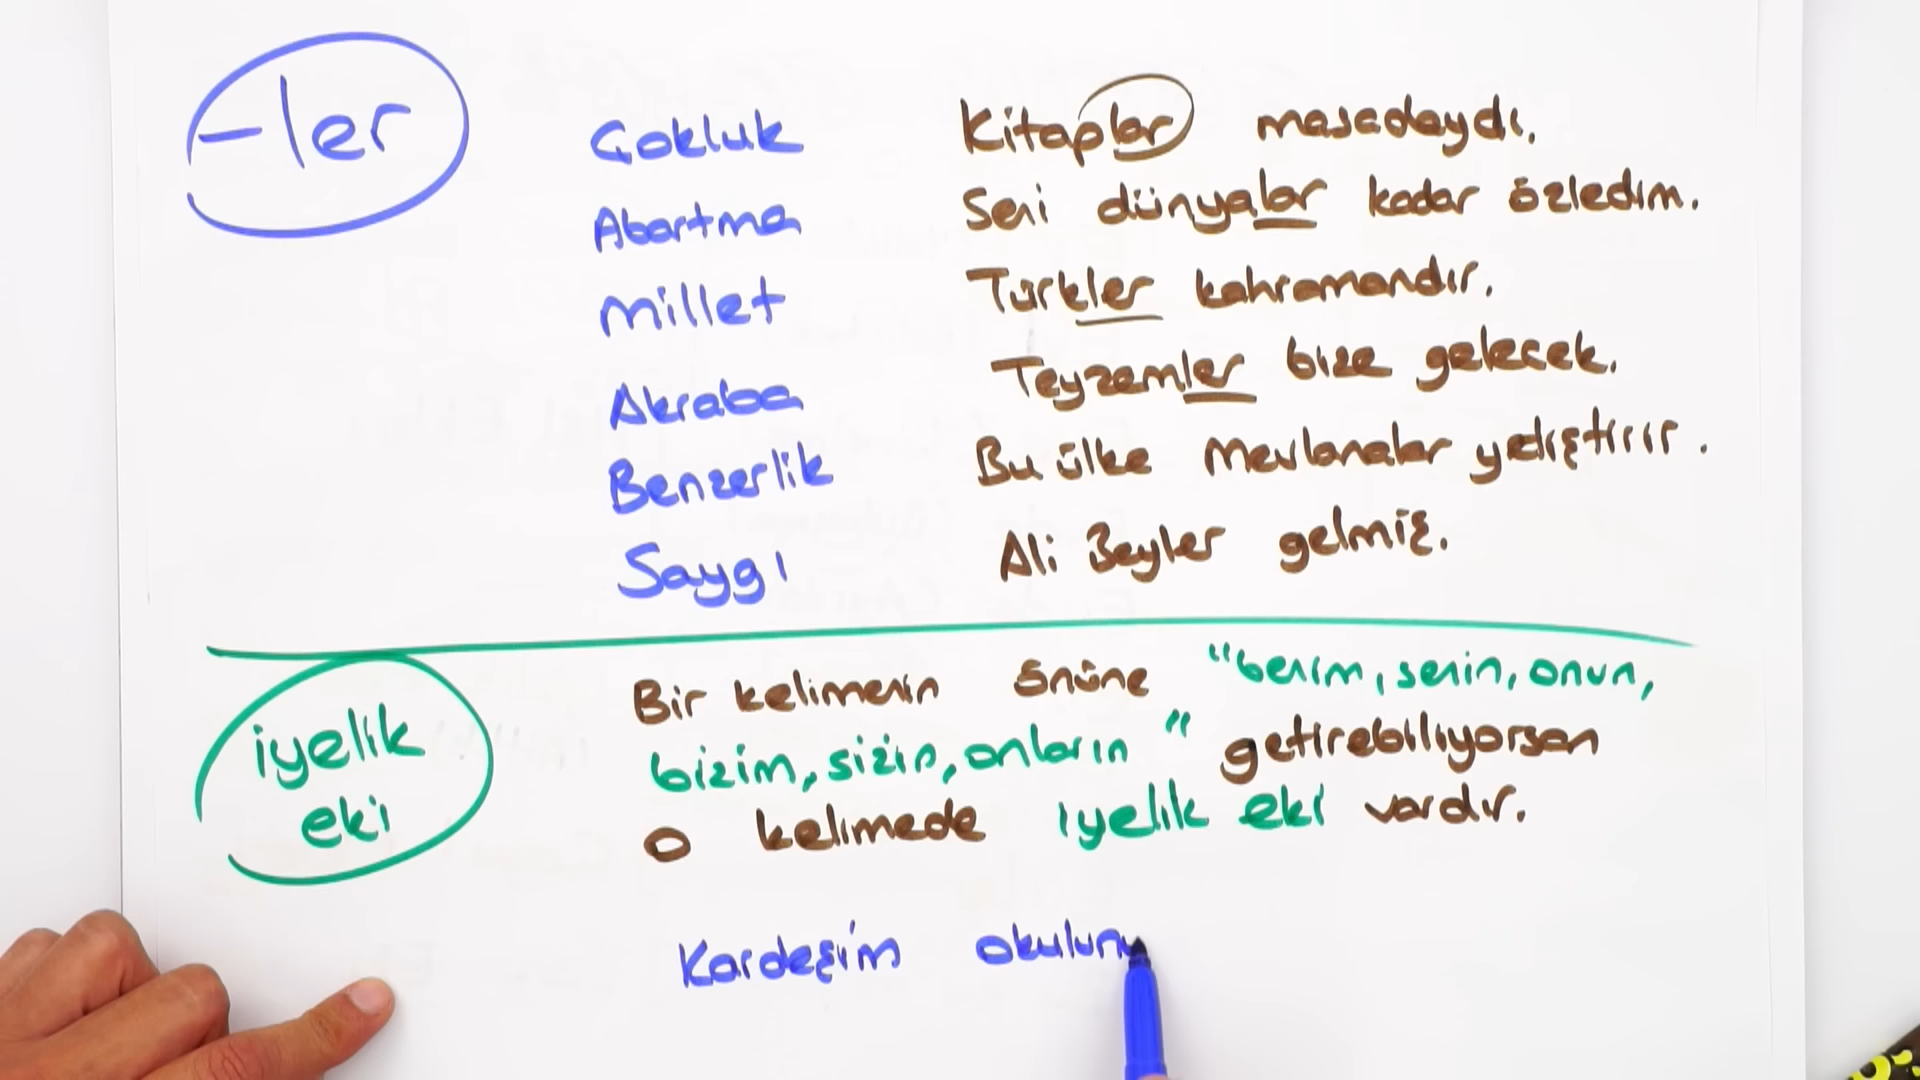 -ler
Çokluk Kitaplar masadaydı.
Abartma Seni dünyalar kadar özledim.
Millet Türkler kahramandır.
Akraba Teyzemler bize gelecek.
Benzerlik Bu ülke Mevlanalar yetiştirir.
Saygı Ali Beyler gelmiş.
iyelik
eki
Bir kelimenin önüne "benim, senin, onun,
bizim, sizin, onların" getirebiliyorsan
o kelimede iyelik eki vardır.
Kardeşim okulunu